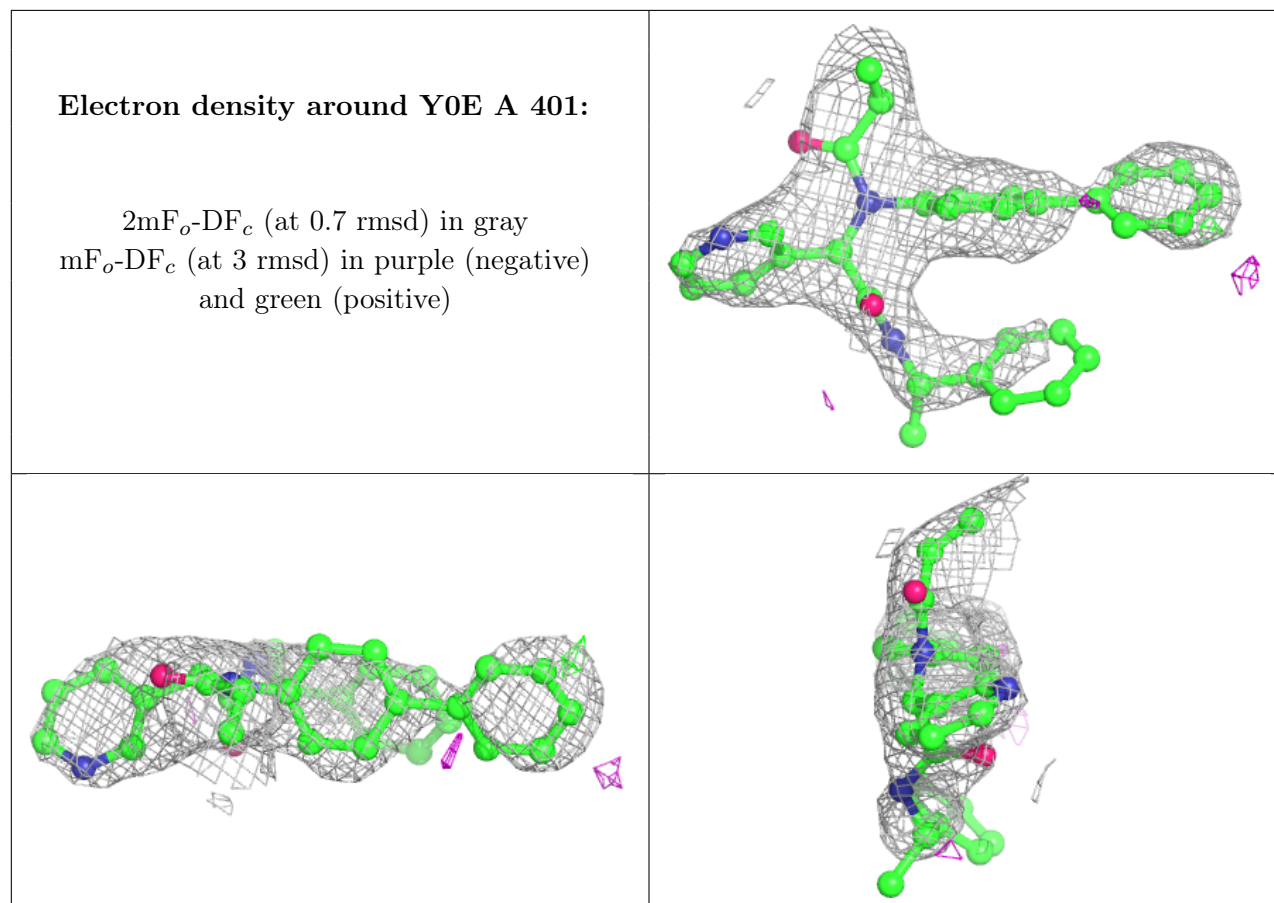 Electron density around Y0E A 401:
2mFo-DFc (at 0.7 rmsd) in gray
mFo-DFc (at 3 rmsd) in purple (negative)
and green (positive)